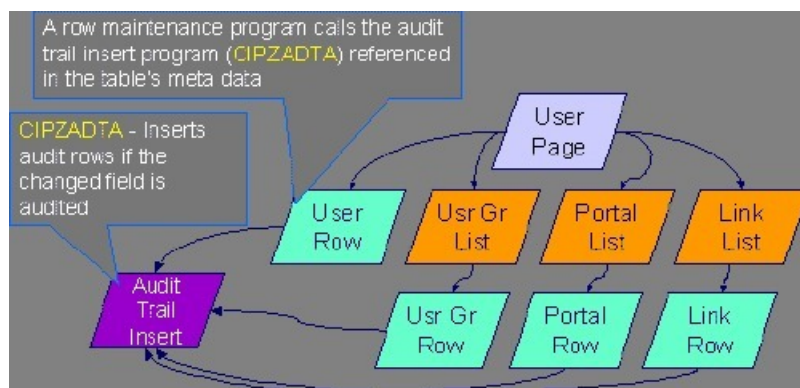 A row maintenance program calls the audit
trail insert program (CIPZADTA) referenced
in the table's meta data
CIPZADTA - Inserts
audit rows if the
changed field is
audited
User
Page
User
Row
Usr Gr
List
Portal
List
Link
List
Audit
Trail
Insert
Usr Gr
Row
Portal
Row
Link
Row